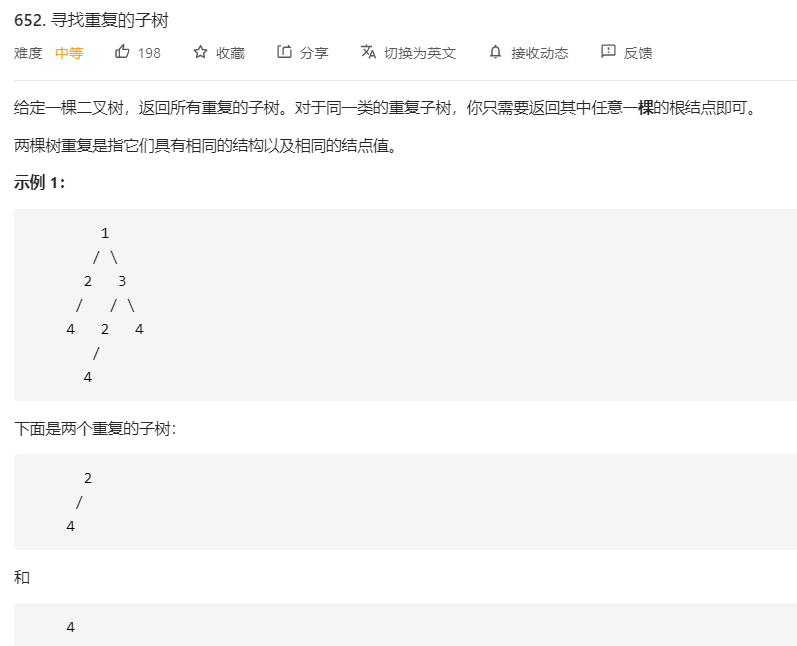 652. 寻找重复的子树
难度 中等 198 收藏 分享 切换为英文 接收动态 反馈
给定一棵二叉树，返回所有重复的子树。对于同一类的重复子树，你只需要返回其中任意一棵的根结点即可。
两棵树重复是指它们具有相同的结构以及相同的结点值。
示例 1：
1
/ \
2 3
/ / \
4 2 4
/
4
下面是两个重复的子树：
2
/
4
和
4